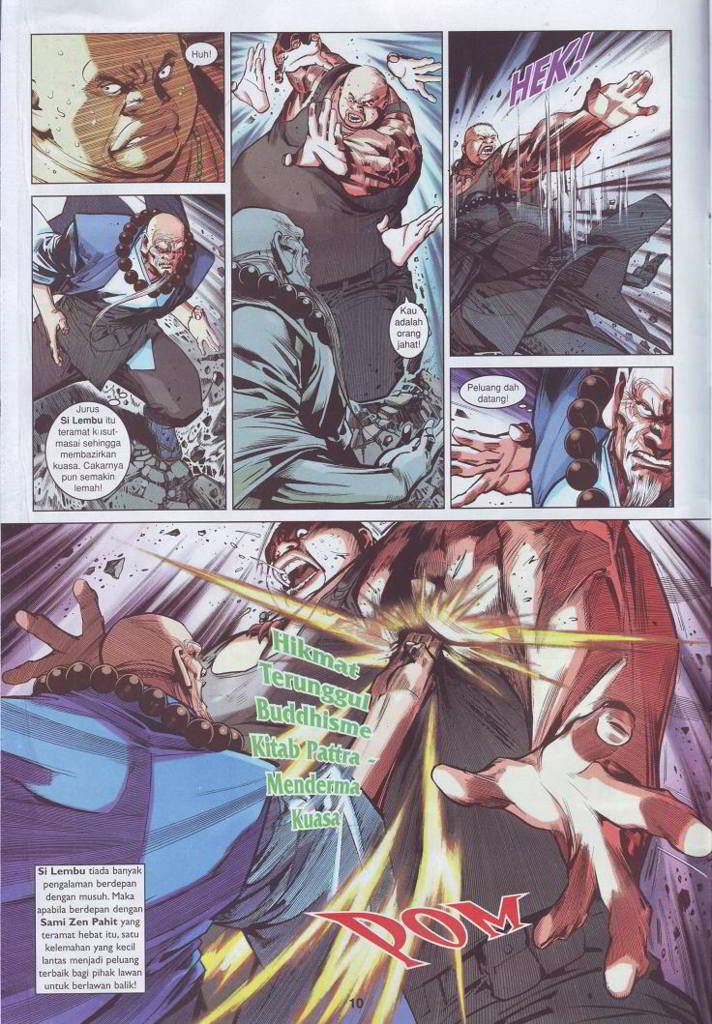 Huh!
Jurus
Si Lembu itu
teramat kusut-
masai sehingga
membazirkan
kuasa. Cakarnya
pun semakin
lemah!
Kau
adalah
orang
jahat!
HEK!
Peluang dah
datang!
Hikmat
Terunggul
Buddhisme
Kitab Pattra -
Menderma
Kuasa
POM
Si Lembu tiada banyak
pengalaman berdepan
dengan musuh. Maka
apabila berdepan dengan
Sami Zen Pahit yang
teramat hebat itu, satu
kelemahan yang kecil
lantas menjadi peluang
terbaik bagi pihak lawan
untuk berlawan balik!
10